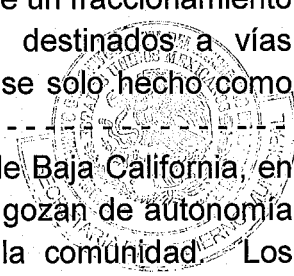 e un fraccionamiento
destinados a vías
se solo hecho como
- - - - - - - - - - - - - - - - - -
le Baja California, en
gozan de autonomía
la comunidad. Los